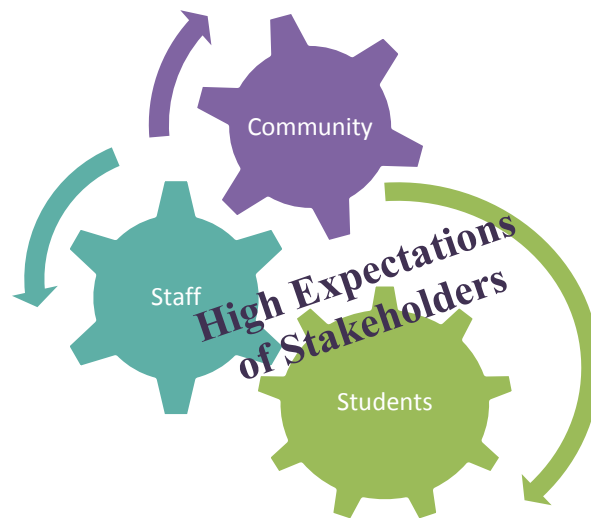 Community
Staff
High Expectations
of Stakeholders
Students